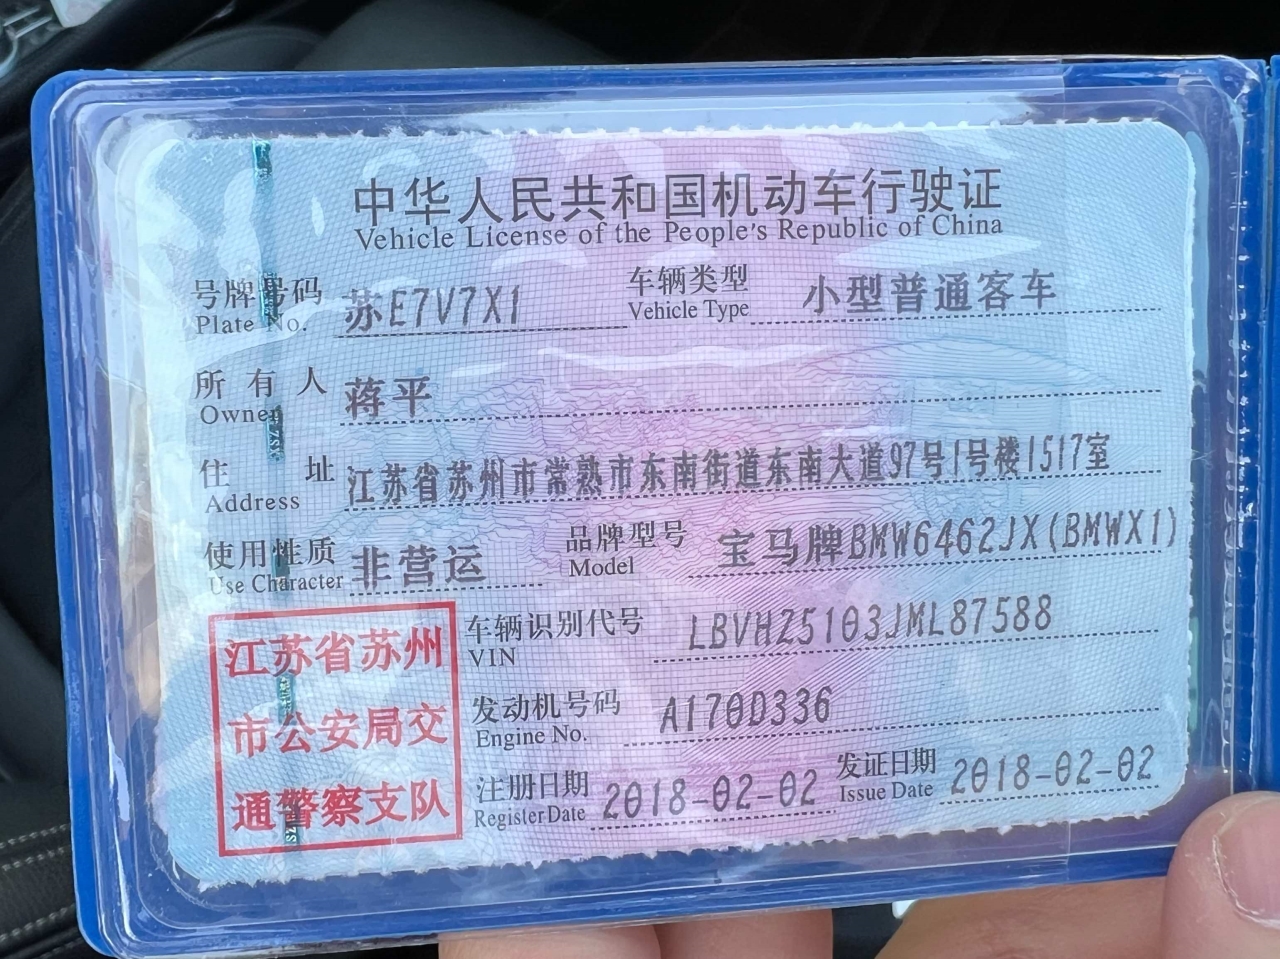 中华人民共和国机动车行驶证
Vehicle License of the People's Republic of China
号牌号码 苏E7V7X1 车辆类型 小型普通客车
Plate No. Vehicle Type
所有人 蒋平
Owner
住址 江苏省苏州市常熟市东南街道东南大道97号1号楼1517室
Address
使用性质 非营运 品牌型号 宝马牌BMW6462JX(BMWX1)
Use Character Model
江苏省苏州
市公安局交
通警察支队
车辆识别代号 LBVHZ5103JML87588
VIN
发动机号码 A170D336
Engine No.
注册日期 2018-02-02 发证日期 2018-02-02
Register Date Issue Date